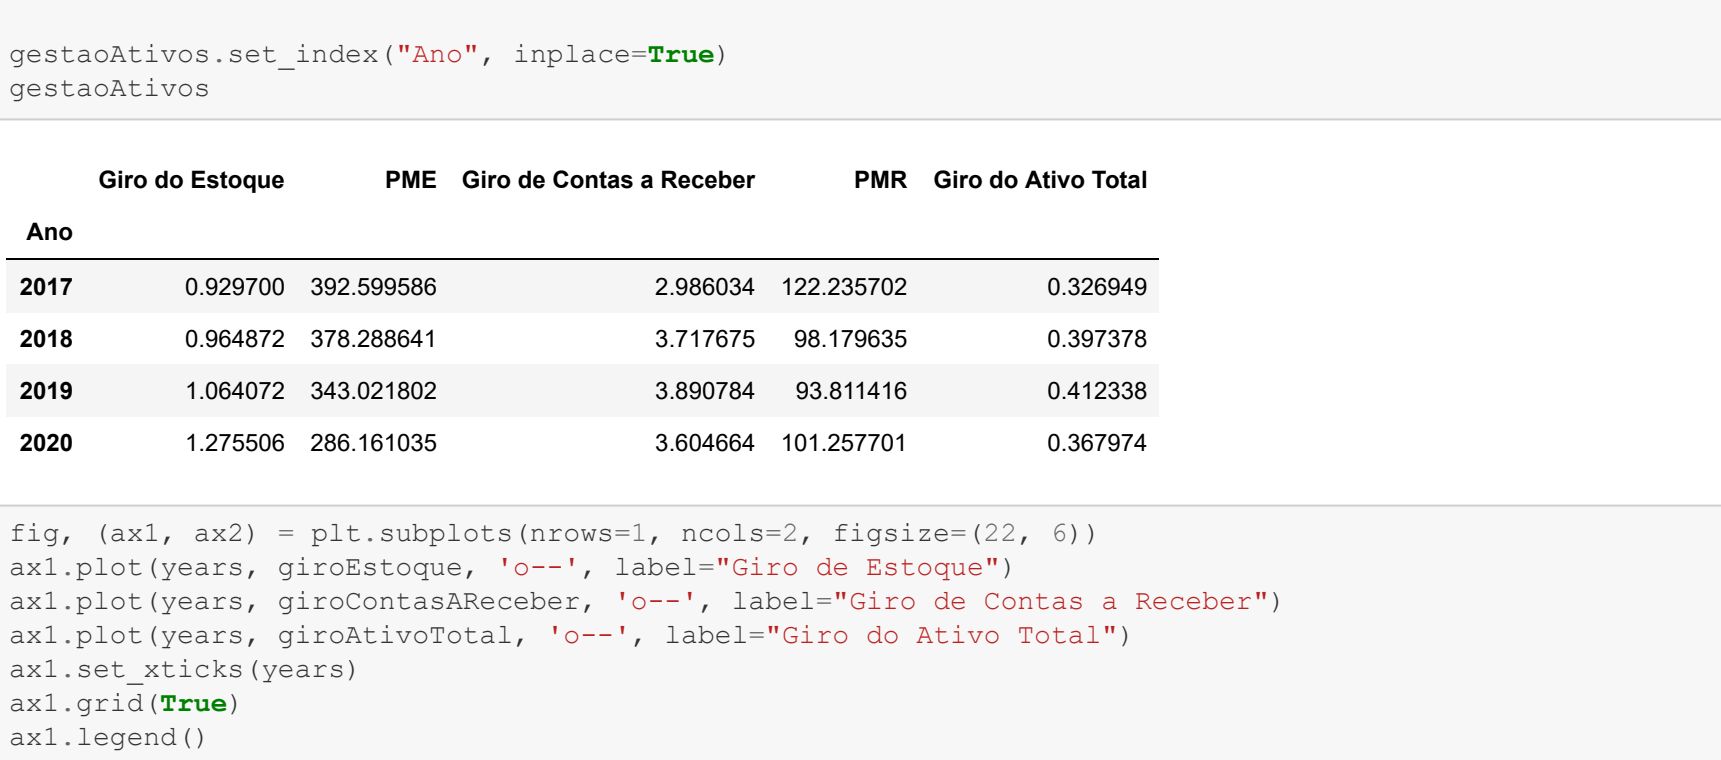 gestaoAtivos.set_index("Ano", inplace=True)
gestaoAtivos
Giro do Estoque PME Giro de Contas a Receber PMR Giro do Ativo Total
Ano
2017 0.929700 392.599586 2.986034 122.235702 0.326949
2018 0.964872 378.288641 3.717675 98.179635 0.397378
2019 1.064072 343.021802 3.890784 93.811416 0.412338
2020 1.275506 286.161035 3.604664 101.257701 0.367974
fig, (ax1, ax2) = plt.subplots(nrows=1, ncols=2, figsize=(22, 6))
ax1.plot(years, giroEstoque, 'o--', label="Giro de Estoque")
ax1.plot(years, giroContasAReceber, 'o--', label="Giro de Contas a Receber")
ax1.plot(years, giroAtivoTotal, 'o--', label="Giro do Ativo Total")
ax1.set_xticks(years)
ax1.grid(True)
ax1.legend()